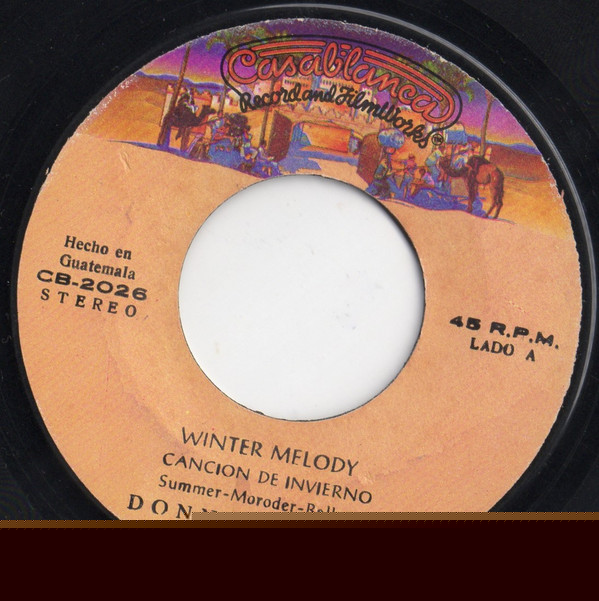 Casablanca
Record and FilmWorks
Hecho en
Guatemala
CB-2026
STEREO
45 R.P.M.
LADO A
WINTER MELODY
CANCION DE INVIERNO
Summer-Moroder-